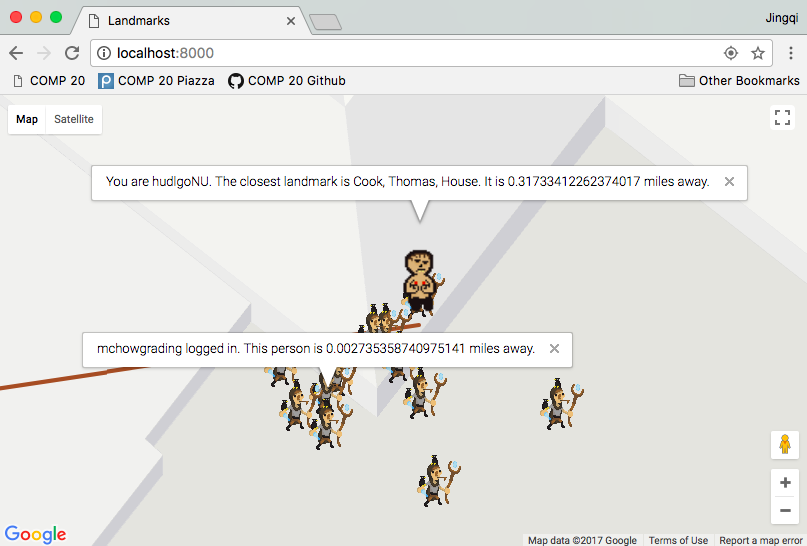 Landmarks
Jingqi
localhost:8000
COMP 20 COMP 20 Piazza COMP 20 Github Other Bookmarks
Map Satellite
You are hudlgoNU. The closest landmark is Cook, Thomas, House. It is 0.31733412262374017 miles away.
mchowgrading logged in. This person is 0.002735358740975141 miles away.
Google
Map data ©2017 Google Terms of Use Report a map error